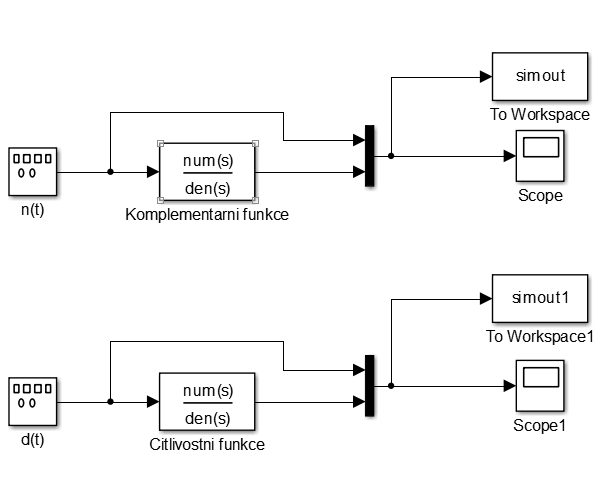 simout
To Workspace
num(s)
den(s)
n(t)
Komplementarni funkce
Scope
simout1
To Workspace1
num(s)
den(s)
d(t)
Citlivostni funkce
Scope1